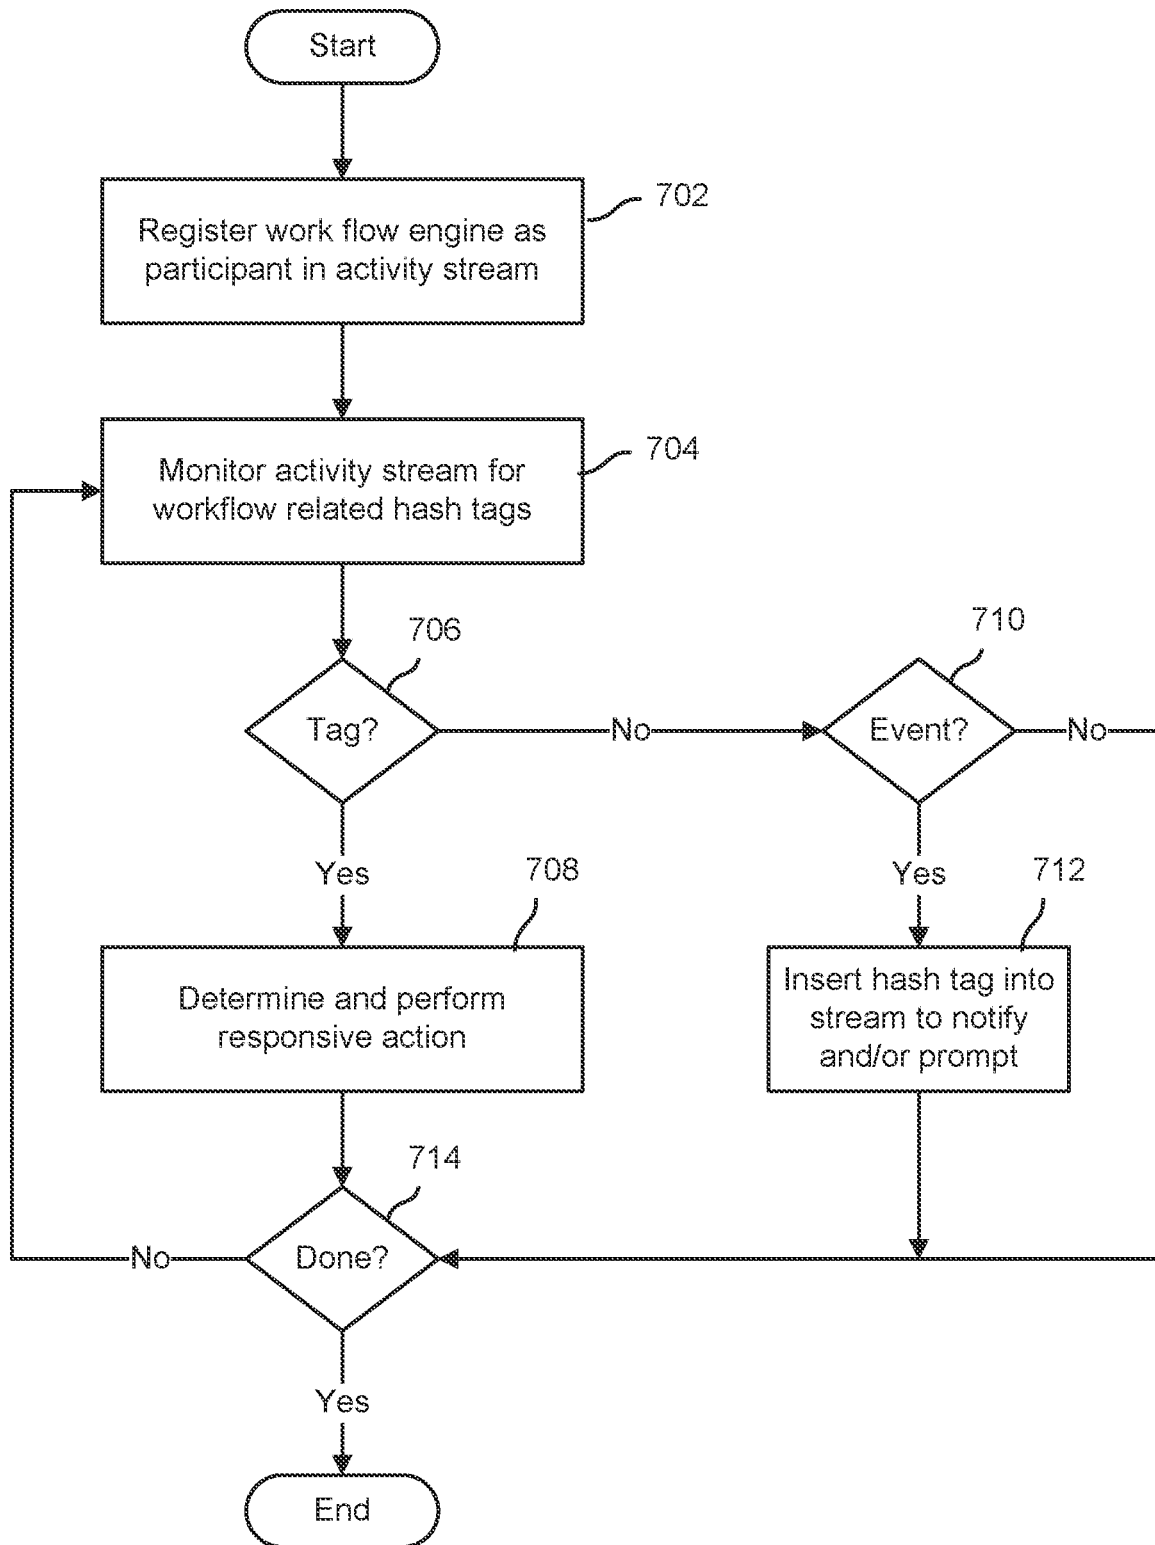 Start
702
Register work flow engine as
participant in activity stream
704
Monitor activity stream for
workflow related hash tags
706
710
Tag?
No
Event?
No
Yes
708
Yes
712
Determine and perform
responsive action
Insert hash tag into
stream to notify
and/or prompt
714
No
Done?
Yes
End